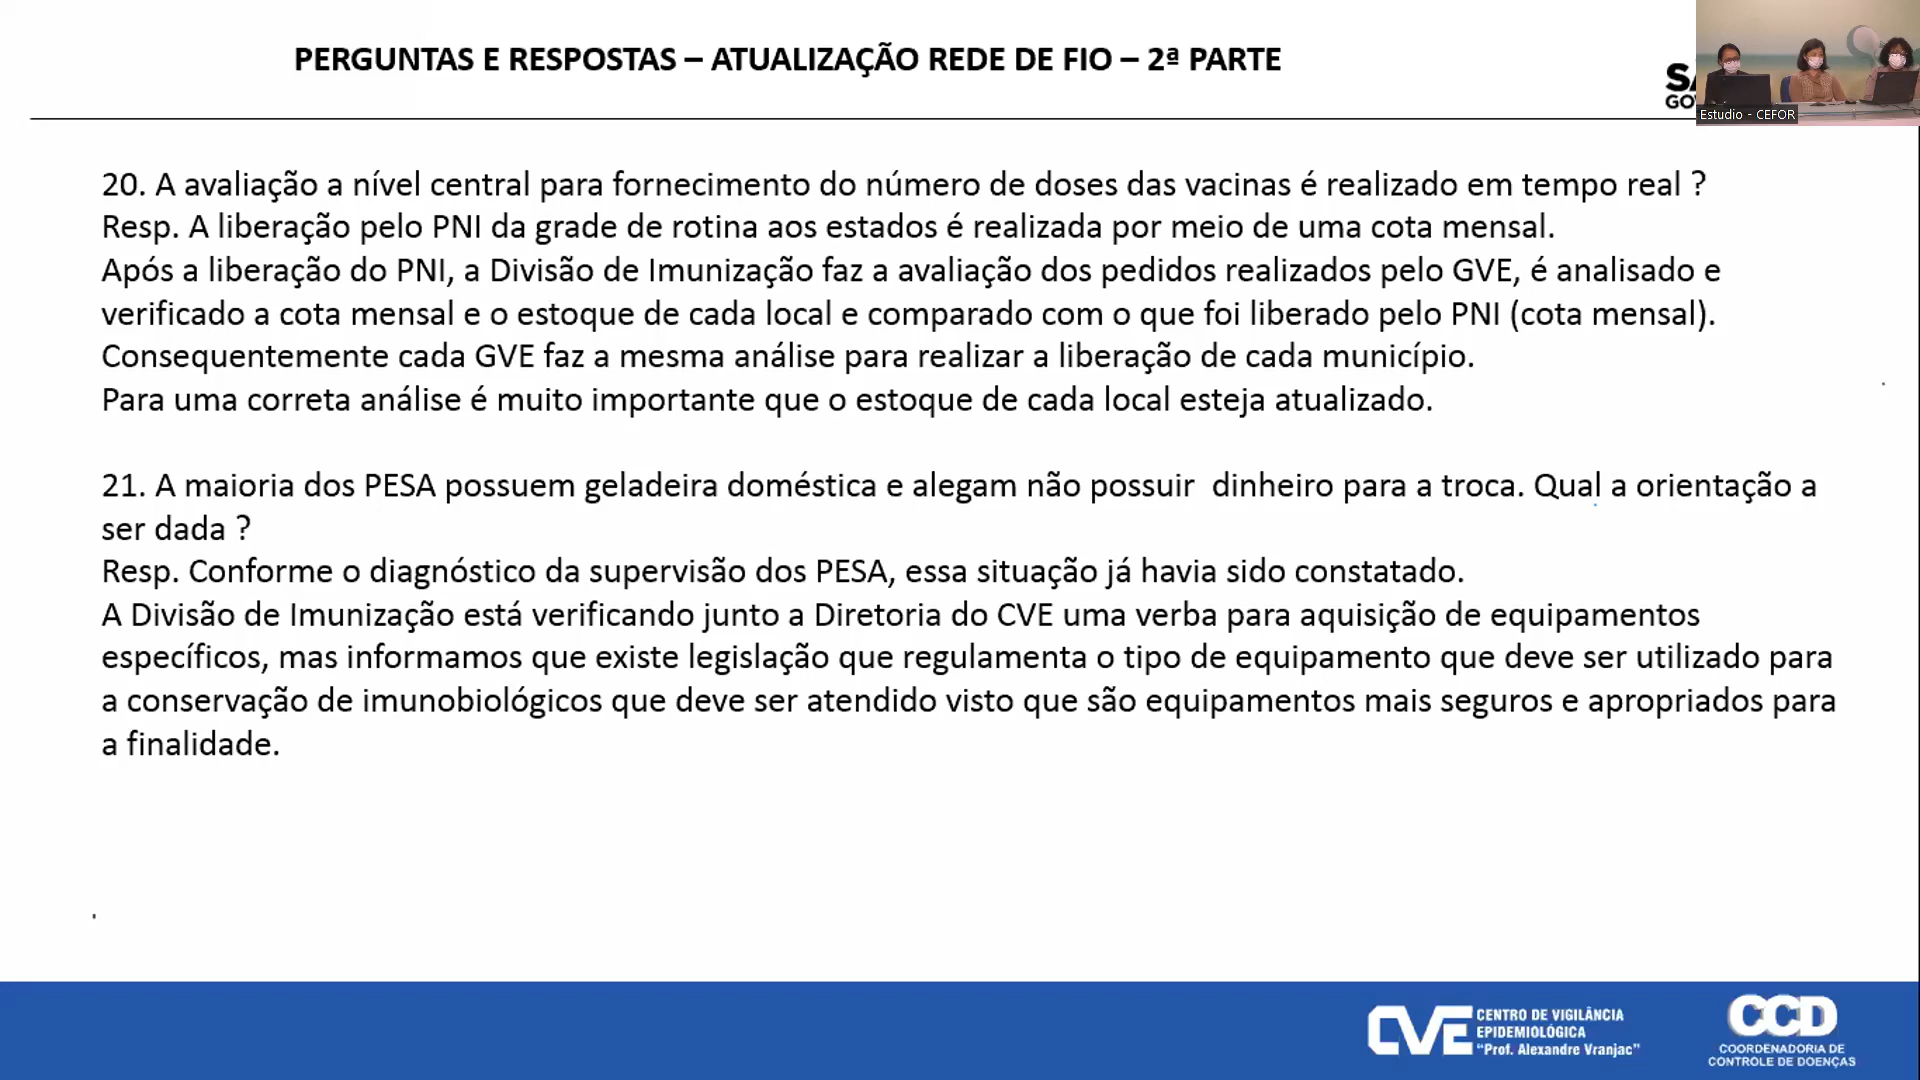 PERGUNTAS E RESPOSTAS – ATUALIZAÇÃO REDE DE FIO – 2ª PARTE
Estudio - CEFOR
20. A avaliação a nível central para fornecimento do número de doses das vacinas é realizado em tempo real ?
Resp. A liberação pelo PNI da grade de rotina aos estados é realizada por meio de uma cota mensal.
Após a liberação do PNI, a Divisão de Imunização faz a avaliação dos pedidos realizados pelo GVE, é analisado e
verificado a cota mensal e o estoque de cada local e comparado com o que foi liberado pelo PNI (cota mensal).
Consequentemente cada GVE faz a mesma análise para realizar a liberação de cada município.
Para uma correta análise é muito importante que o estoque de cada local esteja atualizado.
21. A maioria dos PESA possuem geladeira doméstica e alegam não possuir  dinheiro para a troca. Qual a orientação a
ser dada ?
Resp. Conforme o diagnóstico da supervisão dos PESA, essa situação já havia sido constatado.
A Divisão de Imunização está verificando junto a Diretoria do CVE uma verba para aquisição de equipamentos
específicos, mas informamos que existe legislação que regulamenta o tipo de equipamento que deve ser utilizado para
a conservação de imunobiológicos que deve ser atendido visto que são equipamentos mais seguros e apropriados para
a finalidade.
CVE CENTRO DE VIGILÂNCIA
EPIDEMIOLÓGICA
"Prof. Alexandre Vranjac"
CCD
COORDENADORIA DE
CONTROLE DE DOENÇAS